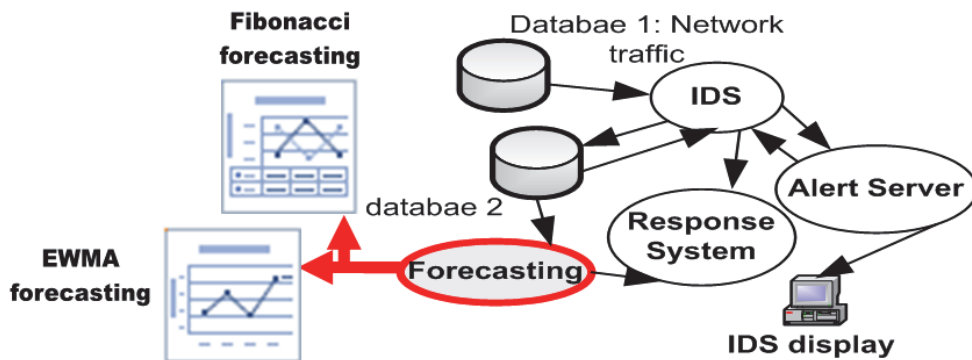 Fibonacci
forecasting
Databae 1: Network
traffic
IDS
Alert Server
databae 2
Response
System
EWMA
forecasting
Forecasting
IDS display